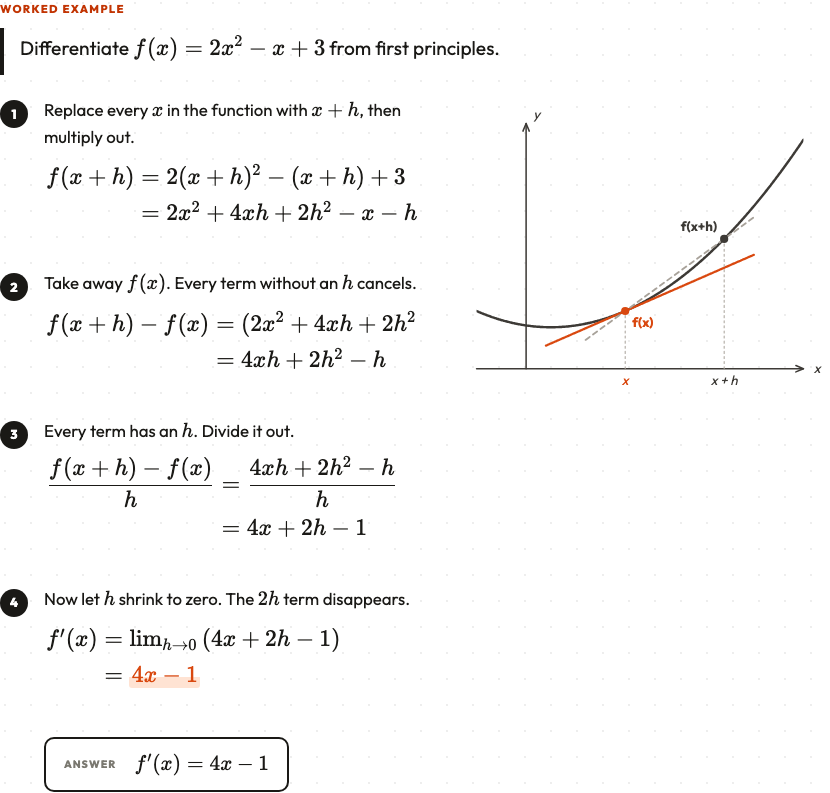 WORKED EXAMPLE
Differentiate f(x) = 2x² − x + 3 from first principles.
1 Replace every x in the function with x + h, then
multiply out.
f(x + h) = 2(x + h)² − (x + h) + 3
= 2x² + 4xh + 2h² − x − h
2 Take away f(x). Every term without an h cancels.
f(x + h) − f(x) = (2x² + 4xh + 2h²
= 4xh + 2h² − h
3 Every term has an h. Divide it out.
f(x + h) − f(x) / h = 4xh + 2h² − h / h
= 4x + 2h − 1
4 Now let h shrink to zero. The 2h term disappears.
f′(x) = limₕ→₀ (4x + 2h − 1)
= 4x − 1
ANSWER f′(x) = 4x − 1
y
f(x+h)
f(x)
x
x
x + h